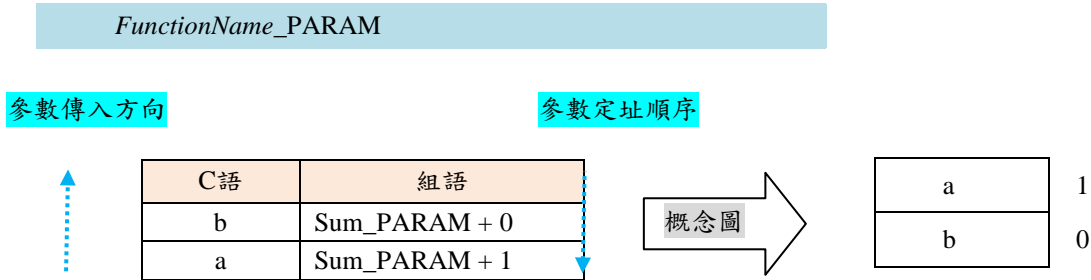 FunctionName_PARAM
參數傳入方向
參數定址順序
C語 組語
b Sum_PARAM + 0
a Sum_PARAM + 1
概念圖
a 1
b 0